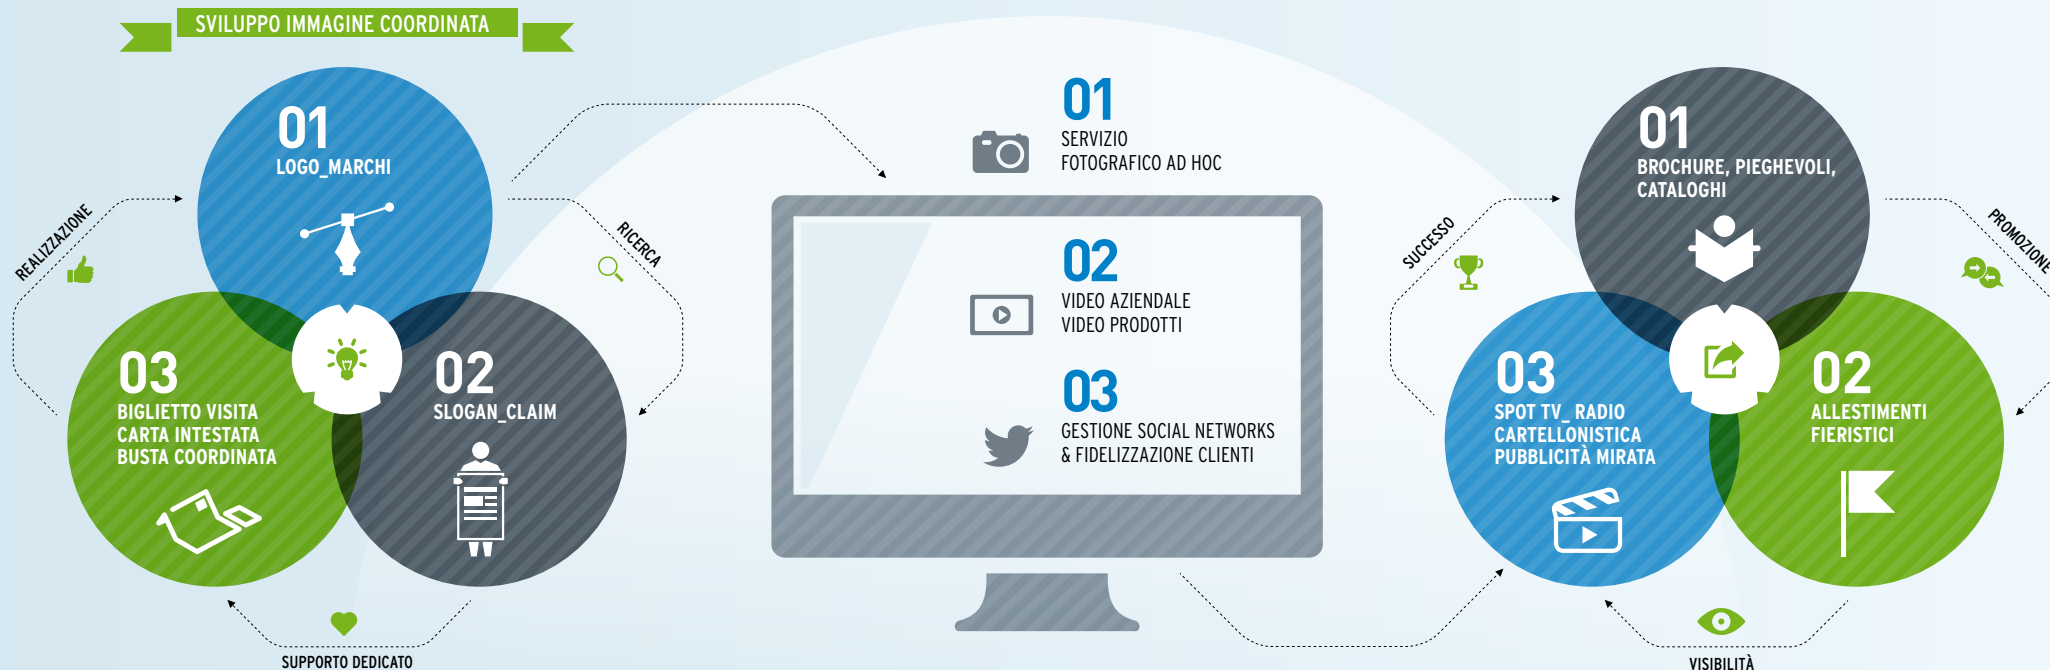 SVILUPPO IMMAGINE COORDINATA
01
LOGO_MARCHI
REALIZZAZIONE
RICERCA
03
BIGLIETTO VISITA
CARTA INTESTATA
BUSTA COORDINATA
02
SLOGAN_CLAIM
SUPPORTO DEDICATO
01
SERVIZIO
FOTOGRAFICO AD HOC
02
VIDEO AZIENDALE
VIDEO PRODOTTI
03
GESTIONE SOCIAL NETWORKS
& FIDELIZZAZIONE CLIENTI
01
BROCHURE, PIEGHEVOLI,
CATALOGHI
SUCCESSO
PROMOZIONE
03
SPOT TV_RADIO
CARTELLONISTICA
PUBBLICITÀ MIRATA
02
ALLESTIMENTI
FIERISTICI
VISIBILITÀ